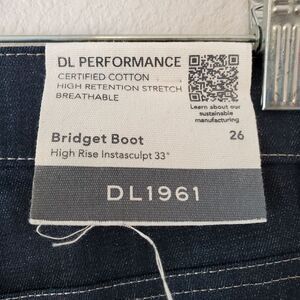 DL PERFORMANCE
CERTIFIED COTTON
HIGH RETENTION STRETCH
BREATHABLE
Learn about our
sustainable
manufacturing
Bridget Boot 26
High Rise Instasculpt 33"
DL1961